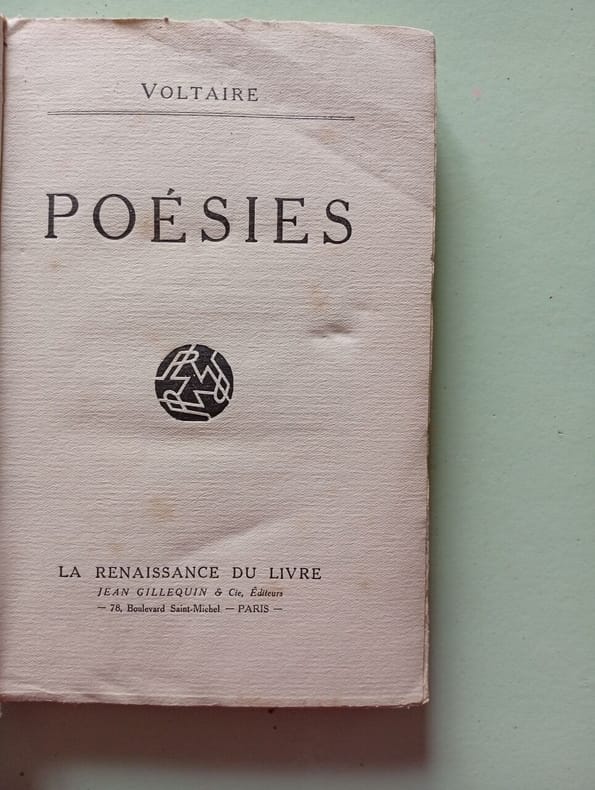 VOLTAIRE
POÉSIES
LA RENAISSANCE DU LIVRE
JEAN GILLEQUIN & Cie, Éditeurs
— 78, Boulevard Saint-Michel — PARIS —